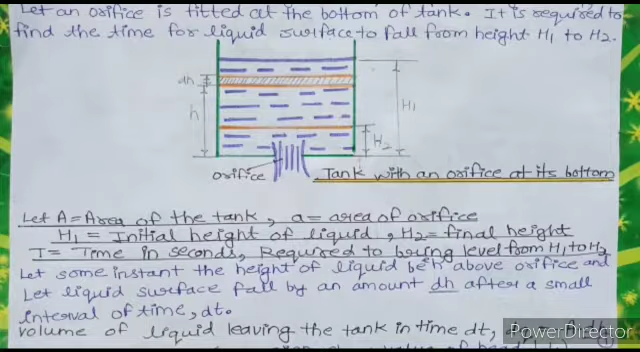 Let an orifice is fitted at the bottom of tank. It is required to
find the time for liquid surface to fall from height H1 to H2.
dh
h
H1
H2
orifice
Tank with an orifice at its bottom
Let A = Area of the tank, a = area of orifice
H1 = Initial height of liquid, H2 = final height
T = Time in seconds, Required to bring level from H1 to H2
Let some instant the height of liquid be h above orifice and
Let liquid surface fall by an amount dh after a small
interval of time, dt.
Volume of liquid leaving the tank in time dt,
PowerDirector